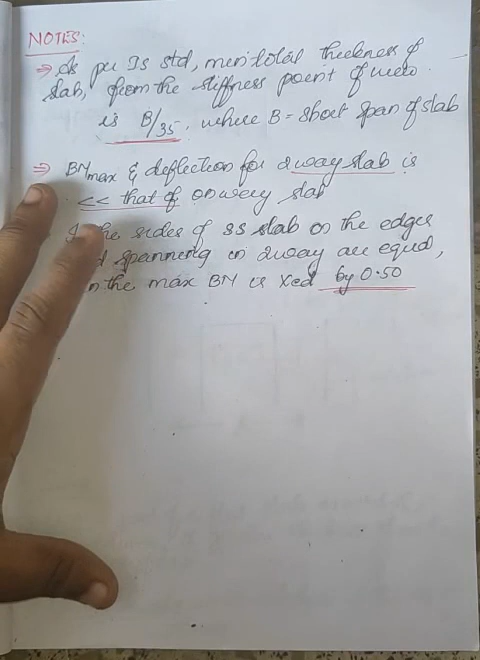 NOTES:
⇒ As per Is std, min total thickness of
slab, from the stiffness point of view
is B/35, where B = short span of slab
⇒ BM max & deflection for 2way slab is
<< that of oneway slab
the sides of ss slab on the edges
spanning in 2way are equal,
the max BM is xed by 0.50